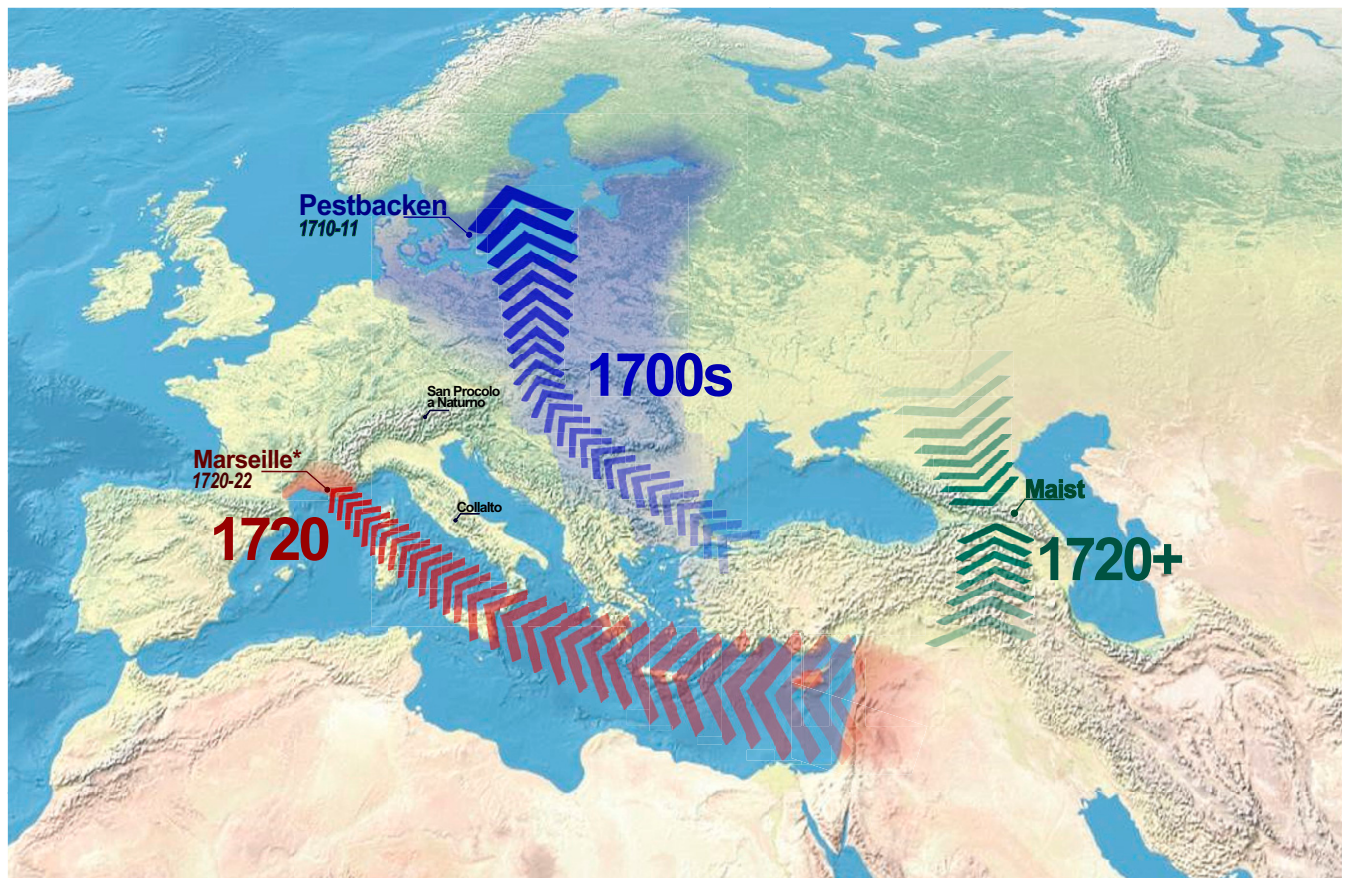 Pestbacken
1710-11
1700s
San Procolo
a Naturno
Marseille*
1720-22
1720
Collalto
Maist
1720+